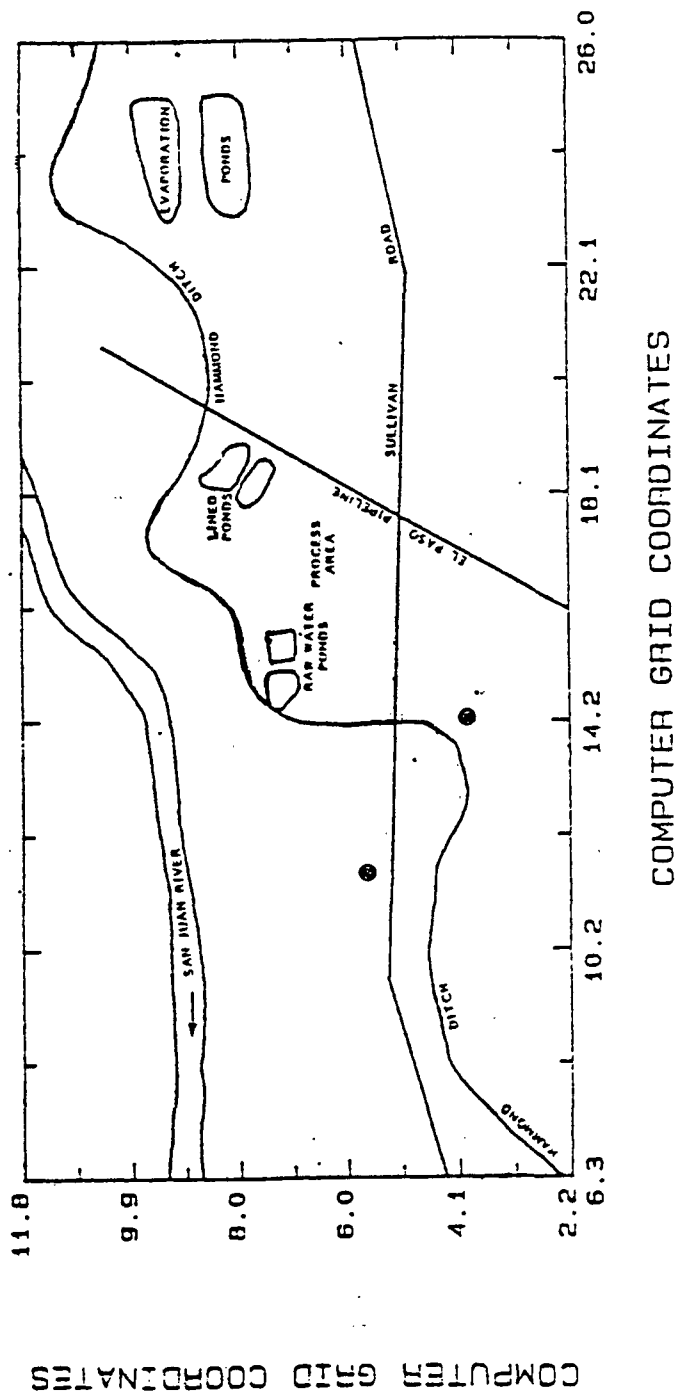 11.8
9.9
8.0
6.0
4.1
2.2
6.3
10.2
14.2
18.1
22.1
26.0
COMPUTER GRID COORDINATES
COMPUTER GRID COORDINATES
SAN JUAN RIVER
HAMMOND
DITCH
HAMMOND
DITCH
EVAPORATION
PONDS
LINED
PONDS
PROCESS
AREA
RAW WATER
PONDS
SULLIVAN
ROAD
EL PASO
PIPELINE